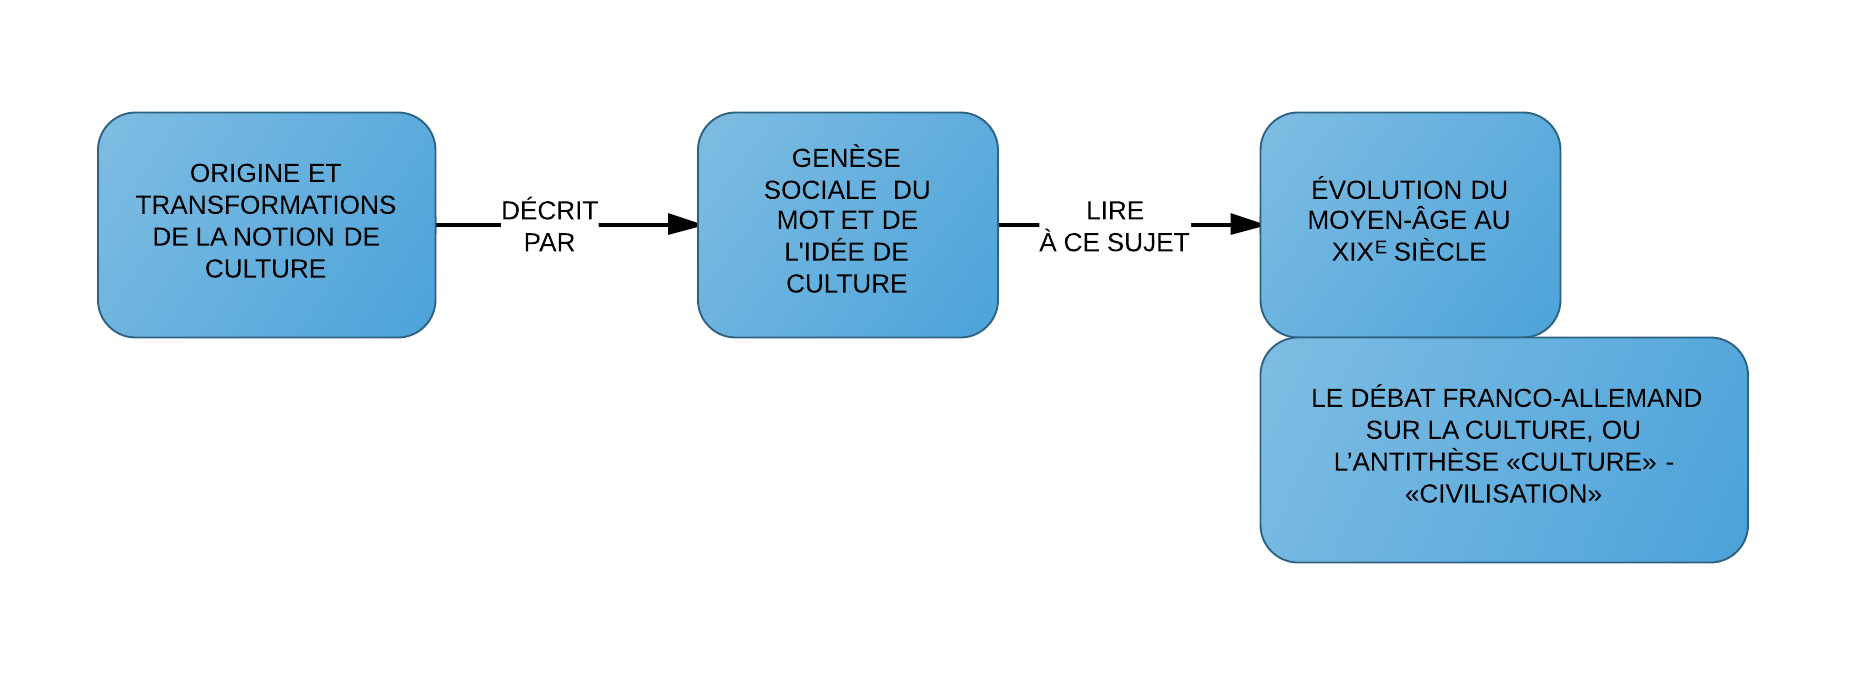 ORIGINE ET
TRANSFORMATIONS
DE LA NOTION DE
CULTURE
DÉCRIT
PAR
GENÈSE
SOCIALE DU
MOT ET DE
L'IDÉE DE
CULTURE
LIRE
À CE SUJET
ÉVOLUTION DU
MOYEN-ÂGE AU
XIXᴱ SIÈCLE
LE DÉBAT FRANCO-ALLEMAND
SUR LA CULTURE, OU
L’ANTITHÈSE «CULTURE» -
«CIVILISATION»